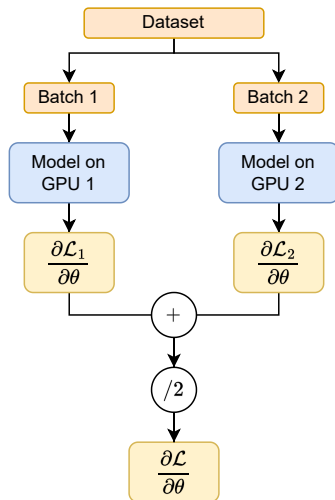 Dataset
Batch 1
Batch 2
Model on
GPU 1
Model on
GPU 2
∂ℒ₁
∂θ
∂ℒ₂
∂θ
+
/2
∂ℒ
∂θ